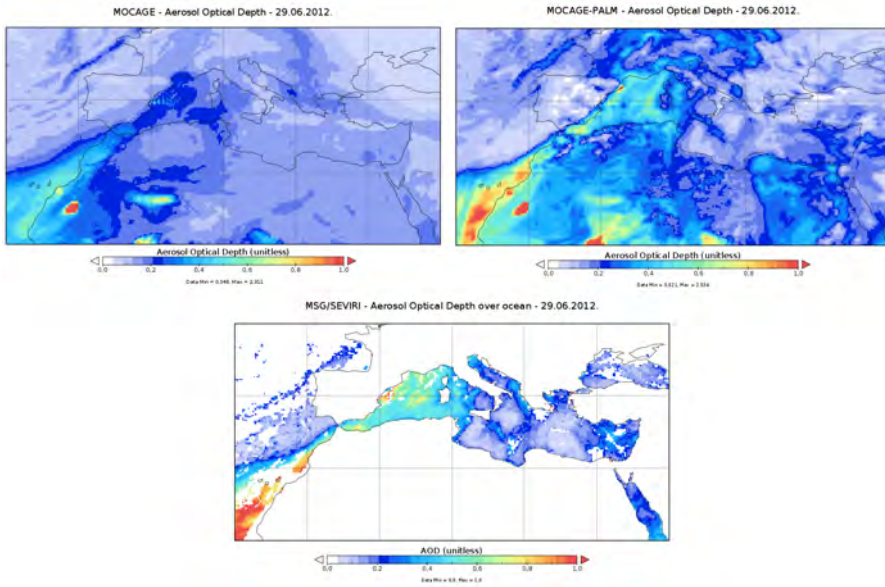 MOCAGE - Aerosol Optical Depth - 29.06.2012.
Aerosol Optical Depth (unitless)
0,0 0,2 0,4 0,6 0,8 1,0
MOCAGE-PALM - Aerosol Optical Depth - 29.06.2012.
Aerosol Optical Depth (unitless)
0,0 0,2 0,4 0,6 0,8 1,0
MSG/SEVIRI - Aerosol Optical Depth over ocean - 29.06.2012.
AOD (unitless)
0,0 0,2 0,4 0,6 0,8 1,0